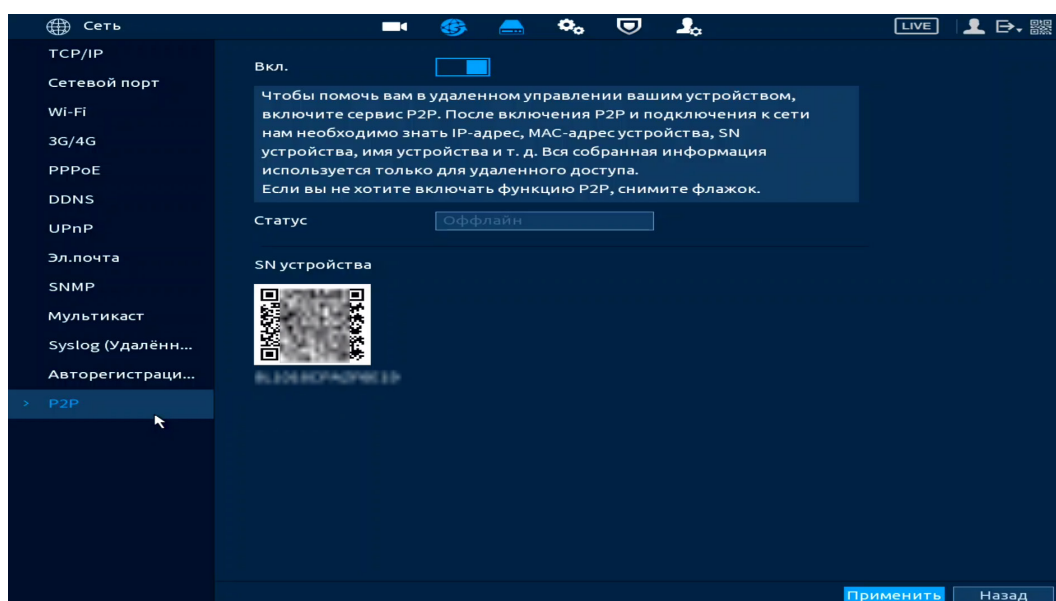 Сеть
LIVE
TCP/IP
Сетевой порт
Wi-Fi
3G/4G
PPPoE
DDNS
UPnP
Эл.почта
SNMP
Мультикаст
Syslog (Удалённ...
Авторегистраци...
> P2P
Вкл.
Чтобы помочь вам в удаленном управлении вашим устройством,
включите сервис P2P. После включения P2P и подключения к сети
нам необходимо знать IP-адрес, MAC-адрес устройства, SN
устройства, имя устройства и т. д. Вся собранная информация
используется только для удаленного доступа.
Если вы не хотите включать функцию P2P, снимите флажок.
Статус Оффлайн
SN устройства
Применить Назад